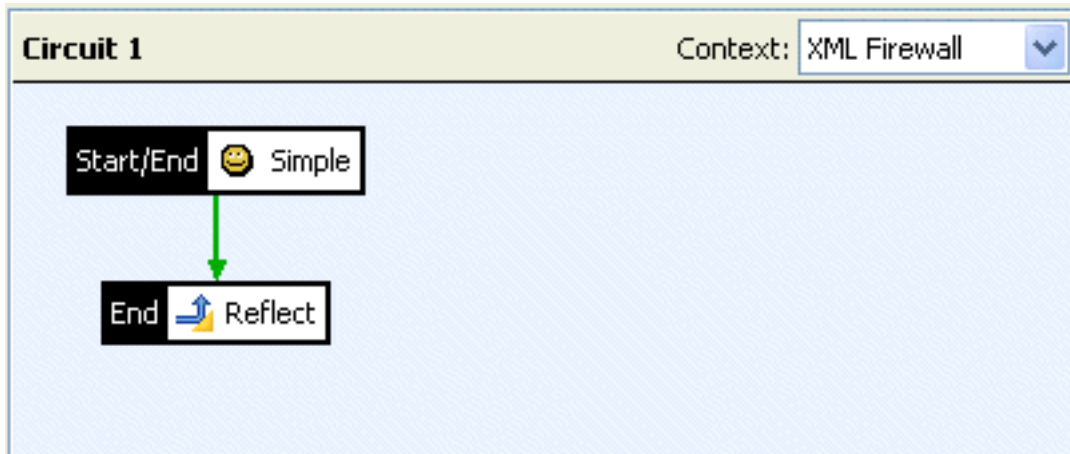 Circuit 1 Context: XML Firewall
Start/End Simple
End Reflect